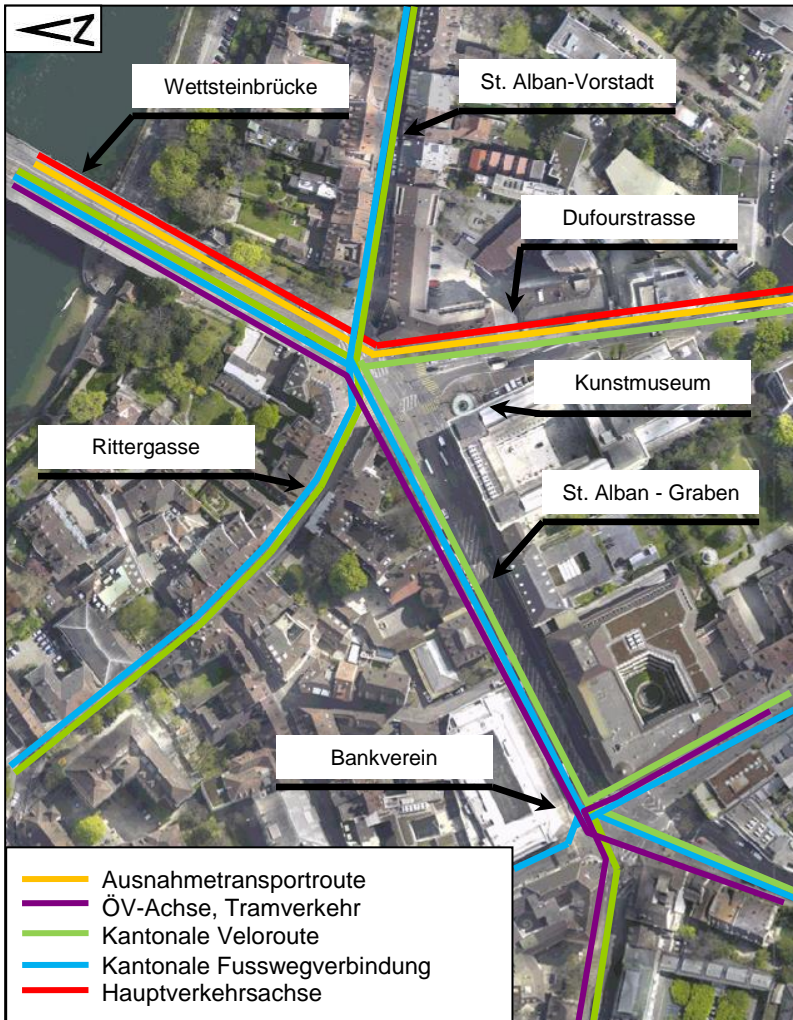 N
Wettsteinbrücke
St. Alban-Vorstadt
Dufourstrasse
Kunstmuseum
Rittergasse
St. Alban - Graben
Bankverein
Ausnahmetransportroute
ÖV-Achse, Tramverkehr
Kantonale Veloroute
Kantonale Fusswegverbindung
Hauptverkehrsachse